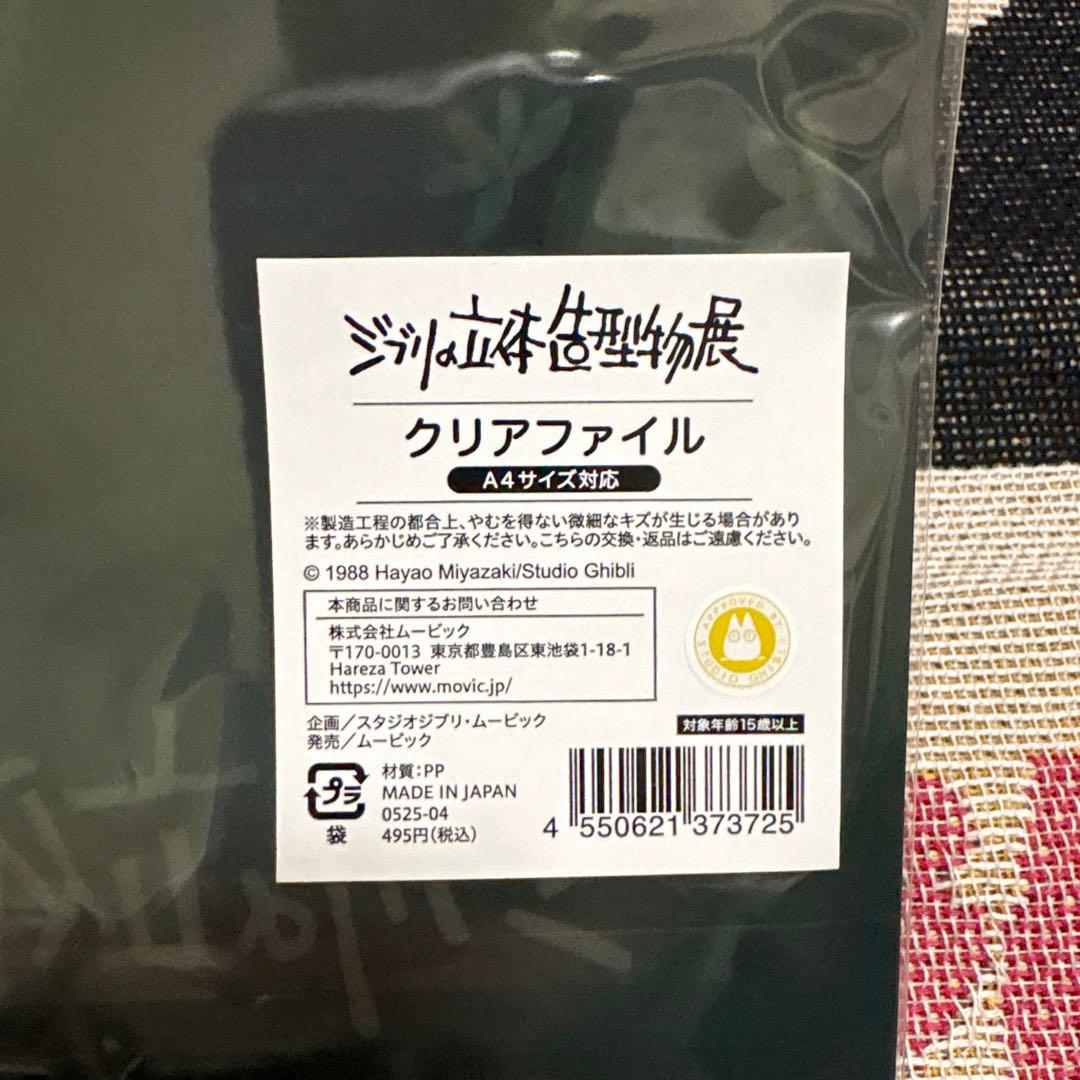 ジブリの立体造型物展
クリアファイル
A4サイズ対応
※製造工程の都合上、やむを得ない微細なキズが生じる場合があり
ます。あらかじめご了承ください。こちらの交換・返品はご遠慮ください。
© 1988 Hayao Miyazaki/Studio Ghibli
本商品に関するお問い合わせ
株式会社ムービック
〒170-0013 東京都豊島区東池袋1-18-1
Hareza Tower
https://www.movic.jp/
APPROVED BY STUDIO GHIBLI
企画/スタジオジブリ・ムービック
発売/ムービック
対象年齢15歳以上
プラ
袋
材質:PP
MADE IN JAPAN
0525-04
495円(税込)
4 550621 373725